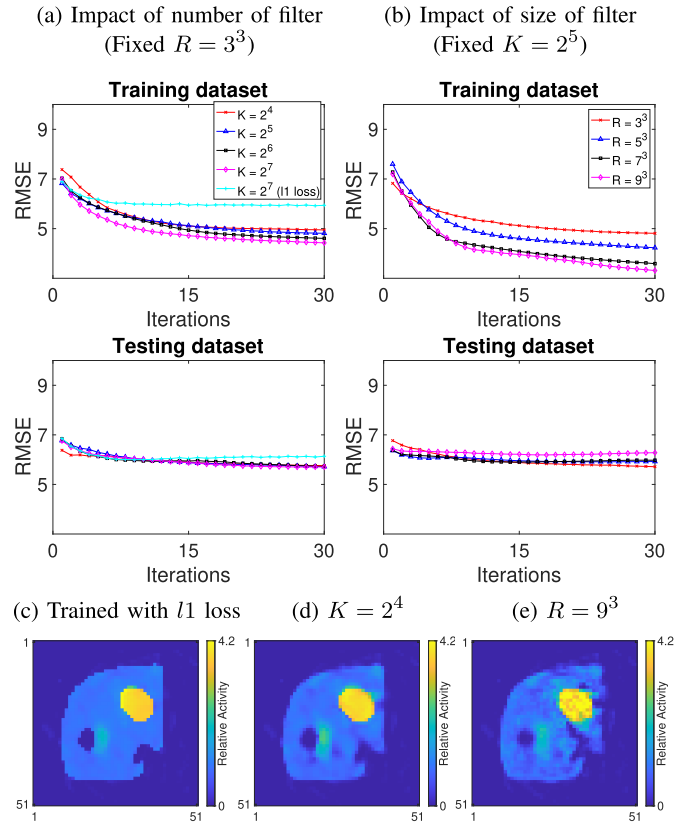 (a) Impact of number of filter
(Fixed R = 3³)
(b) Impact of size of filter
(Fixed K = 2⁵)
Training dataset
RMSE
9
7
5
0
15
30
Iterations
K = 2⁴
K = 2⁵
K = 2⁶
K = 2⁷
K = 2⁷ (l1 loss)
Training dataset
RMSE
9
7
5
0
15
30
Iterations
R = 3³
R = 5³
R = 7³
R = 9³
Testing dataset
RMSE
9
7
5
0
15
30
Iterations
Testing dataset
RMSE
9
7
5
0
15
30
Iterations
(c) Trained with l1 loss
1
51
1
51
4.2
Relative Activity
0
(d) K = 2⁴
1
51
4.2
Relative Activity
0
(e) R = 9³
1
51
4.2
Relative Activity
0